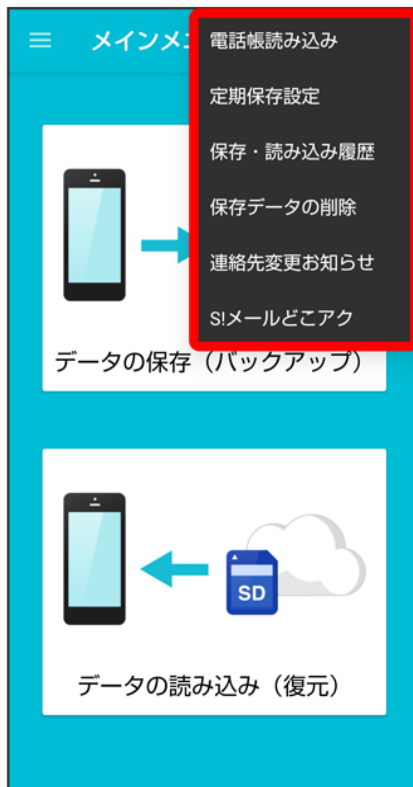 メインメ
電話帳読み込み
定期保存設定
保存・読み込み履歴
保存データの削除
連絡先変更お知らせ
S!メールどこアク
データの保存（バックアップ）
SD
データの読み込み（復元）